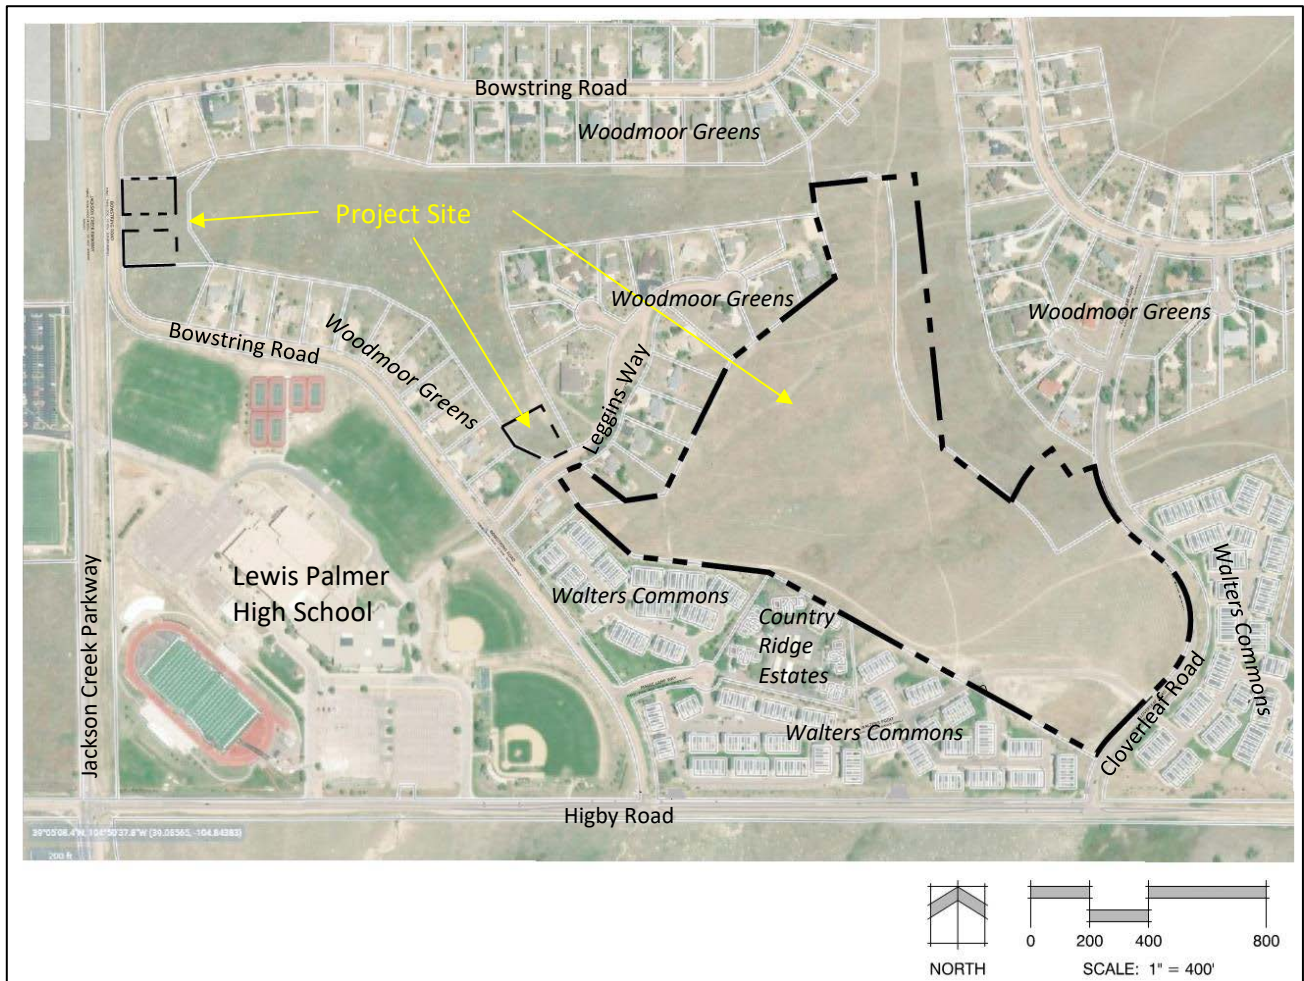 Bowstring Road
Woodmoor Greens
Project Site
Woodmoor Greens
Woodmoor Greens
Bowstring Road
Woodmoor Greens
Leggins Way
Jackson Creek Parkway
Lewis Palmer
High School
Walters Commons
Country
Ridge
Estates
Walters Commons
Walters Commons
Cloverleaf Road
Higby Road
200 ft
0
200
400
800
NORTH
SCALE: 1" = 400'